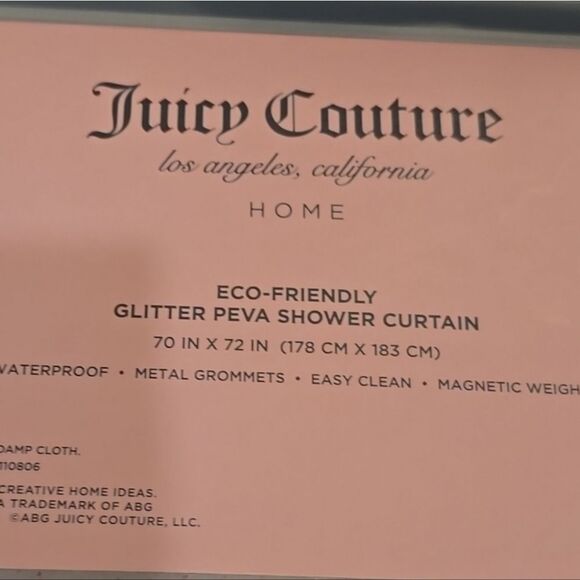 Juicy Couture
los angeles, california
HOME
ECO-FRIENDLY
GLITTER PEVA SHOWER CURTAIN
70 IN X 72 IN (178 CM X 183 CM)
WATERPROOF • METAL GROMMETS • EASY CLEAN • MAGNETIC WEIGH
DAMP CLOTH.
110806
CREATIVE HOME IDEAS.
A TRADEMARK OF ABG
©ABG JUICY COUTURE, LLC.